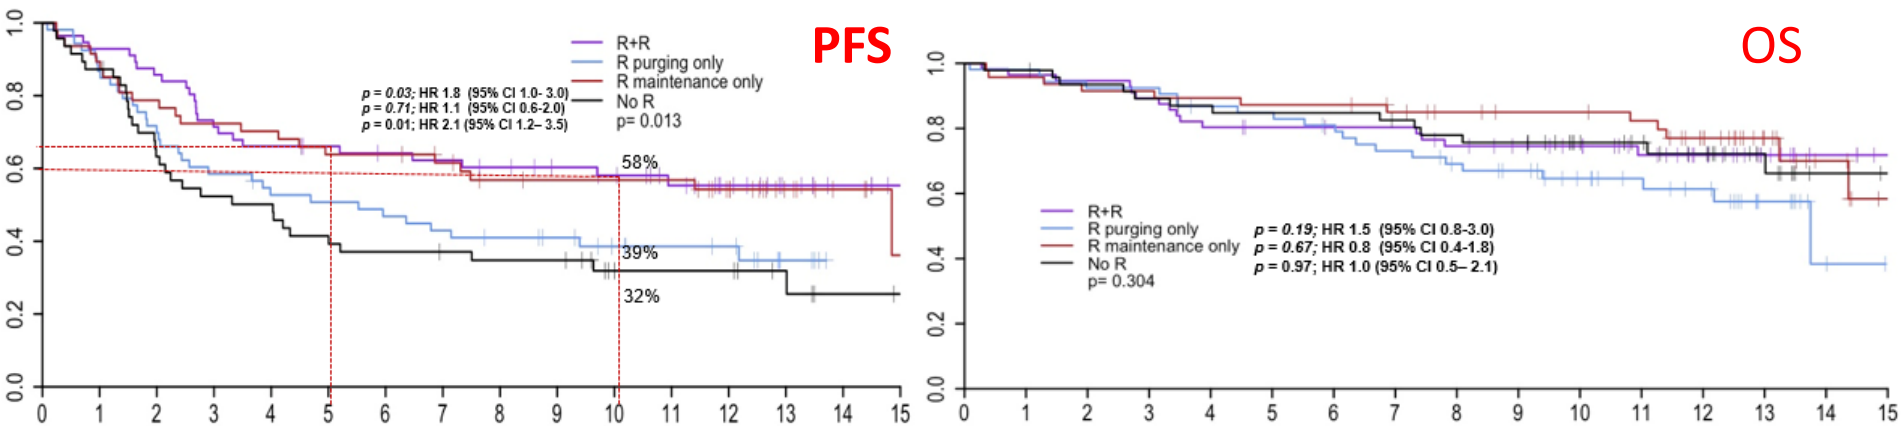 PFS
R+R
R purging only
R maintenance only
No R
p= 0.013
p = 0.03; HR 1.8 (95% CI 1.0- 3.0)
p = 0.71; HR 1.1 (95% CI 0.6-2.0)
p = 0.01; HR 2.1 (95% CI 1.2– 3.5)
58%
39%
32%
1.0
0.8
0.6
0.4
0.2
0.0
0 1 2 3 4 5 6 7 8 9 10 11 12 13 14 15
OS
R+R
R purging only
R maintenance only
No R
p= 0.304
p = 0.19; HR 1.5 (95% CI 0.8-3.0)
p = 0.67; HR 0.8 (95% CI 0.4-1.8)
p = 0.97; HR 1.0 (95% CI 0.5– 2.1)
1.0
0.8
0.6
0.4
0.2
0.0
0 1 2 3 4 5 6 7 8 9 10 11 12 13 14 15